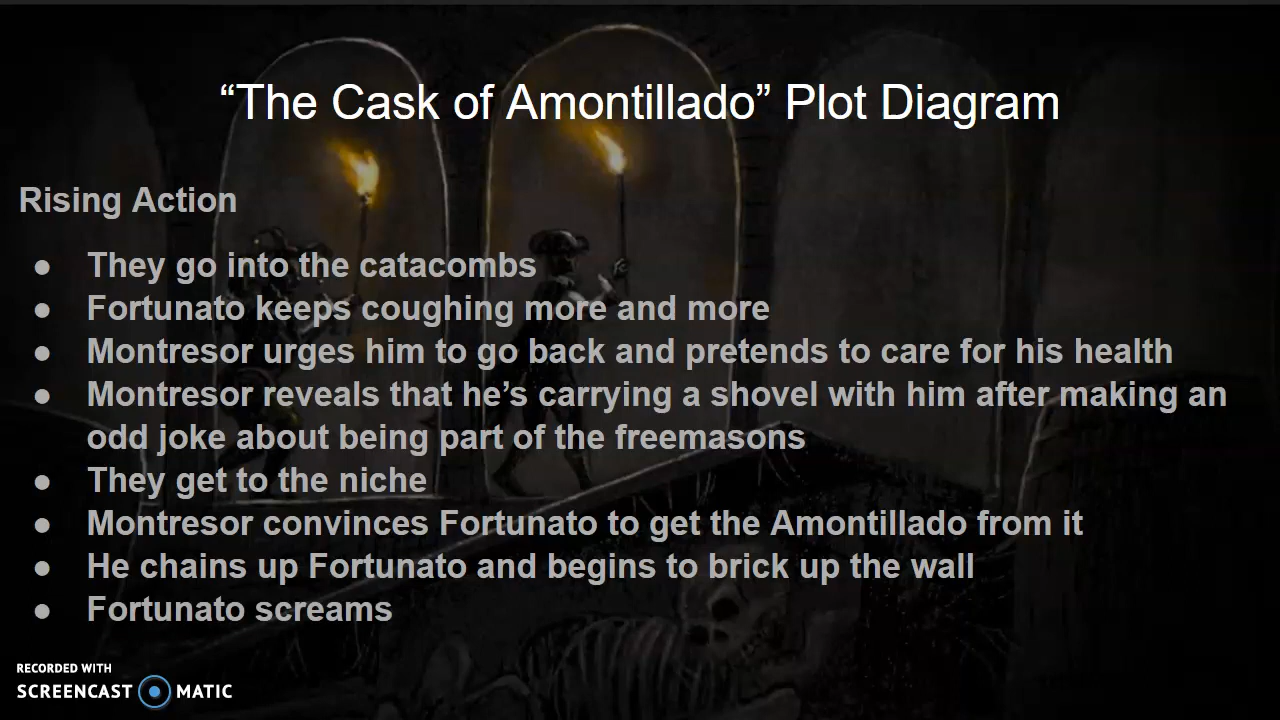 “The Cask of Amontillado” Plot Diagram
Rising Action
● They go into the catacombs
● Fortunato keeps coughing more and more
● Montresor urges him to go back and pretends to care for his health
● Montresor reveals that he’s carrying a shovel with him after making an
odd joke about being part of the freemasons
● They get to the niche
● Montresor convinces Fortunato to get the Amontillado from it
● He chains up Fortunato and begins to brick up the wall
● Fortunato screams
RECORDED WITH
SCREENCAST MATIC